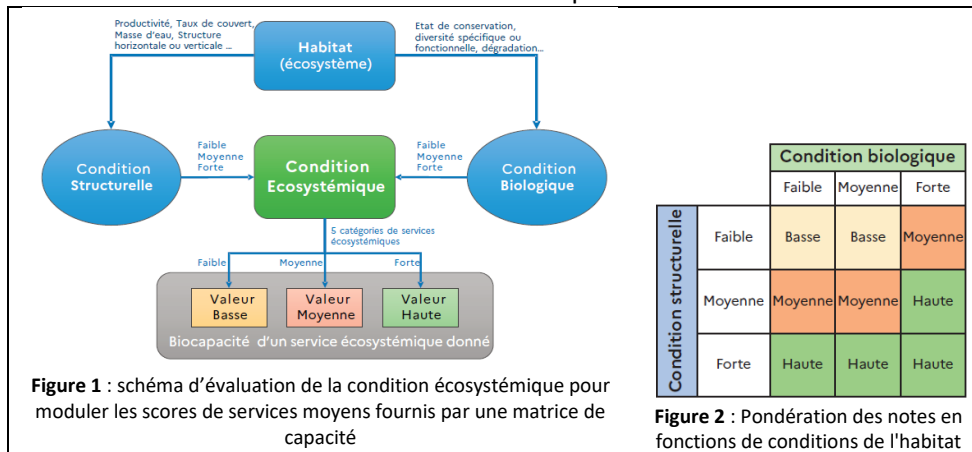 Productivité, Taux de couvert,
Masse d'eau, Structure
horizontale ou verticale ...
Habitat
(écosystème)
Etat de conservation,
diversité spécifique ou
fonctionnelle, dégradation...
Condition
Structurelle
Faible
Moyenne
Forte
Condition
Ecosystémique
Faible
Moyenne
Forte
Condition
Biologique
5 catégories de services
écosystémiques
Faible
Moyenne
Forte
Valeur
Basse
Valeur
Moyenne
Valeur
Haute
Biocapacité d'un service écosystémique donné
Figure 1 : schéma d'évaluation de la condition écosystémique pour
moduler les scores de services moyens fournis par une matrice de
capacité
Condition biologique
Faible Moyenne Forte
Condition structurelle
Faible Basse Basse Moyenne
Moyenne Moyenne Moyenne Haute
Forte Haute Haute Haute
Figure 2 : Pondération des notes en
fonctions de conditions de l'habitat